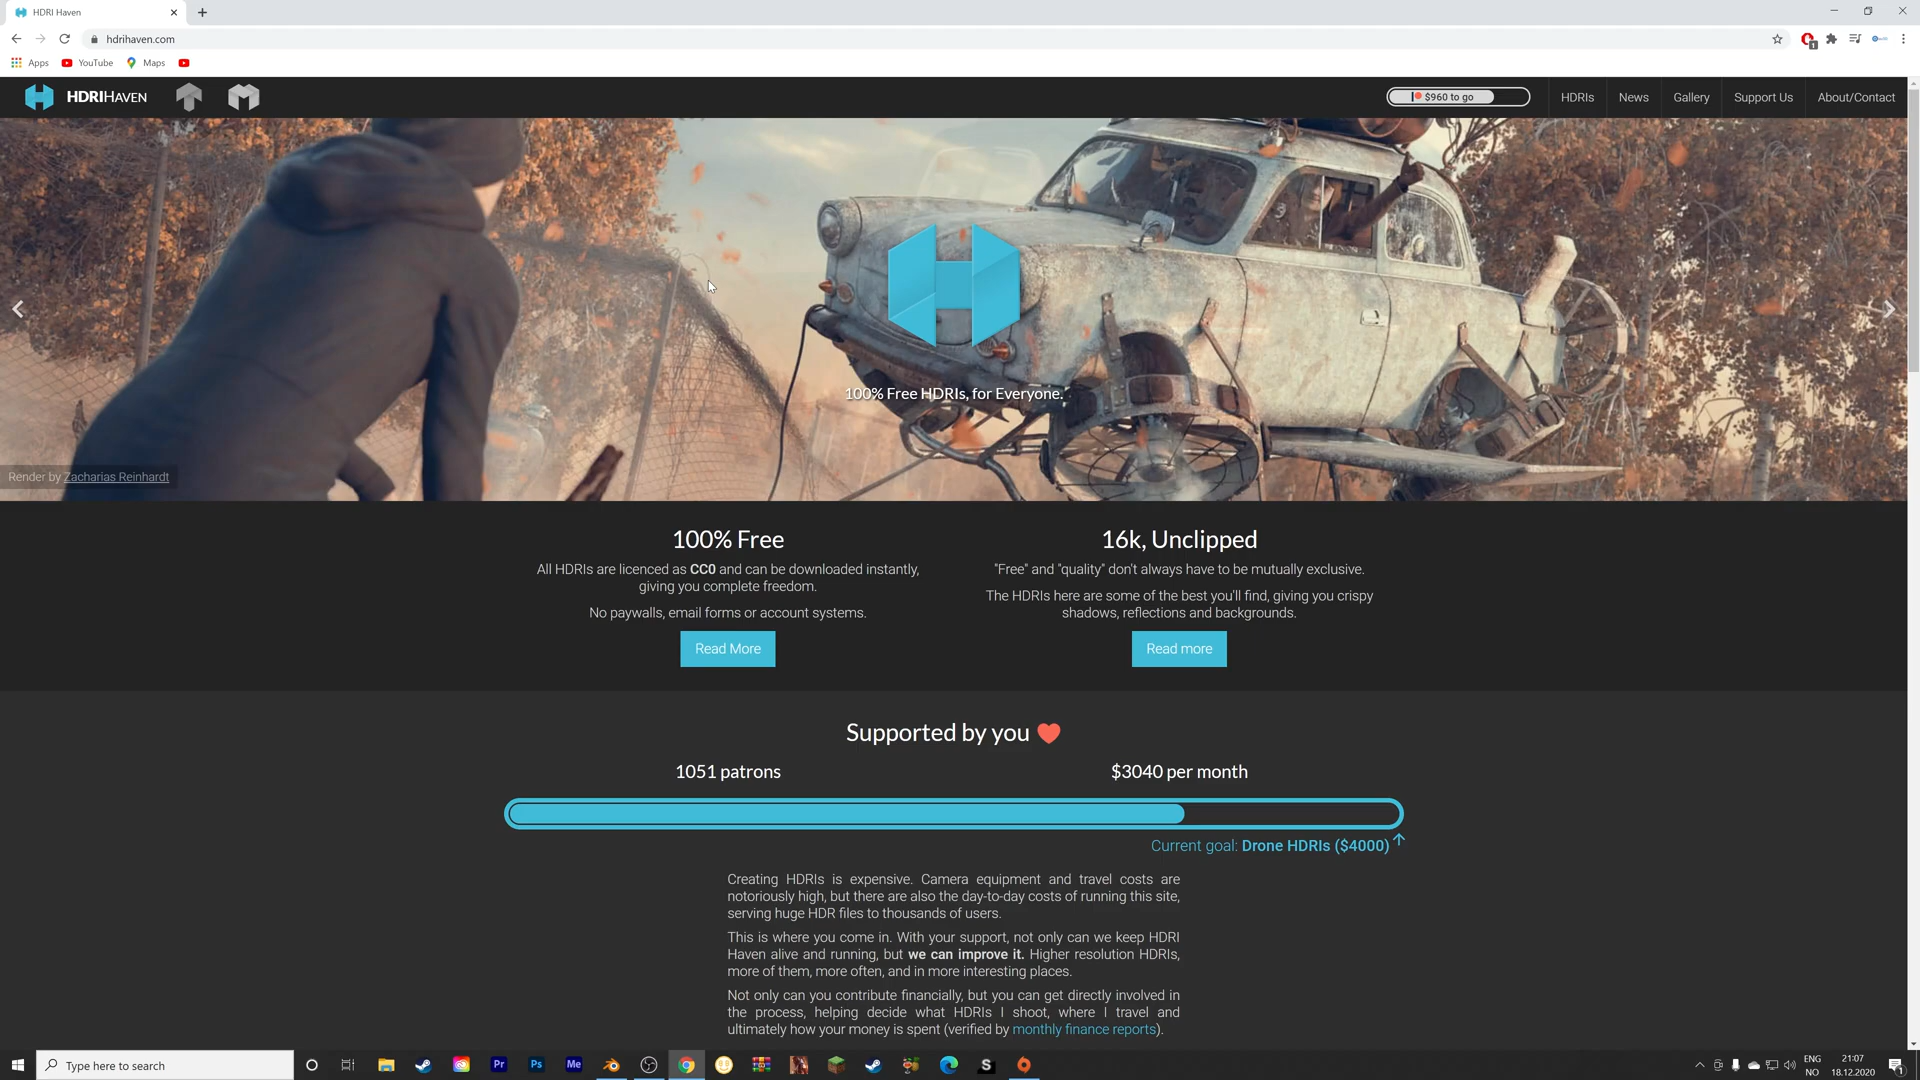 HDRI Haven
hdrihaven.com
Apps YouTube Maps
HDRIHAVEN
$960 to go
HDRIs News Gallery Support Us About/Contact
100% Free HDRIs, for Everyone.
Render by Zacharias Reinhardt
100% Free
All HDRIs are licenced as CC0 and can be downloaded instantly,
giving you complete freedom.
No paywalls, email forms or account systems.
Read More
16k, Unclipped
"Free" and "quality" don't always have to be mutually exclusive.
The HDRIs here are some of the best you'll find, giving you crispy
shadows, reflections and backgrounds.
Read more
Supported by you
1051 patrons
$3040 per month
Current goal: Drone HDRIs ($4000)
Creating HDRIs is expensive. Camera equipment and travel costs are
notoriously high, but there are also the day-to-day costs of running this site,
serving huge HDR files to thousands of users.
This is where you come in. With your support, not only can we keep HDRI
Haven alive and running, but we can improve it. Higher resolution HDRIs,
more of them, more often, and in more interesting places.
Not only can you contribute financially, but you can get directly involved in
the process, helping decide what HDRIs I shoot, where I travel and
ultimately how your money is spent (verified by monthly finance reports).
Type here to search
Pr Ps Me
S
ENG
NO
21:07
18.12.2020
1